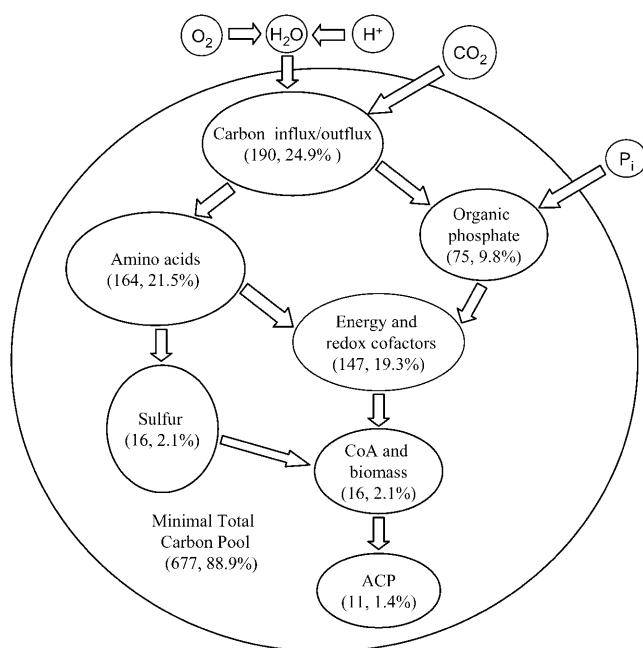 O2 H2O H+
CO2
Carbon influx/outflux
(190, 24.9% )
Pi
Organic
phosphate
(75, 9.8%)
Amino acids
(164, 21.5%)
Energy and
redox cofactors
(147, 19.3%)
Sulfur
(16, 2.1%)
CoA and
biomass
(16, 2.1%)
Minimal Total
Carbon Pool
(677, 88.9%)
ACP
(11, 1.4%)